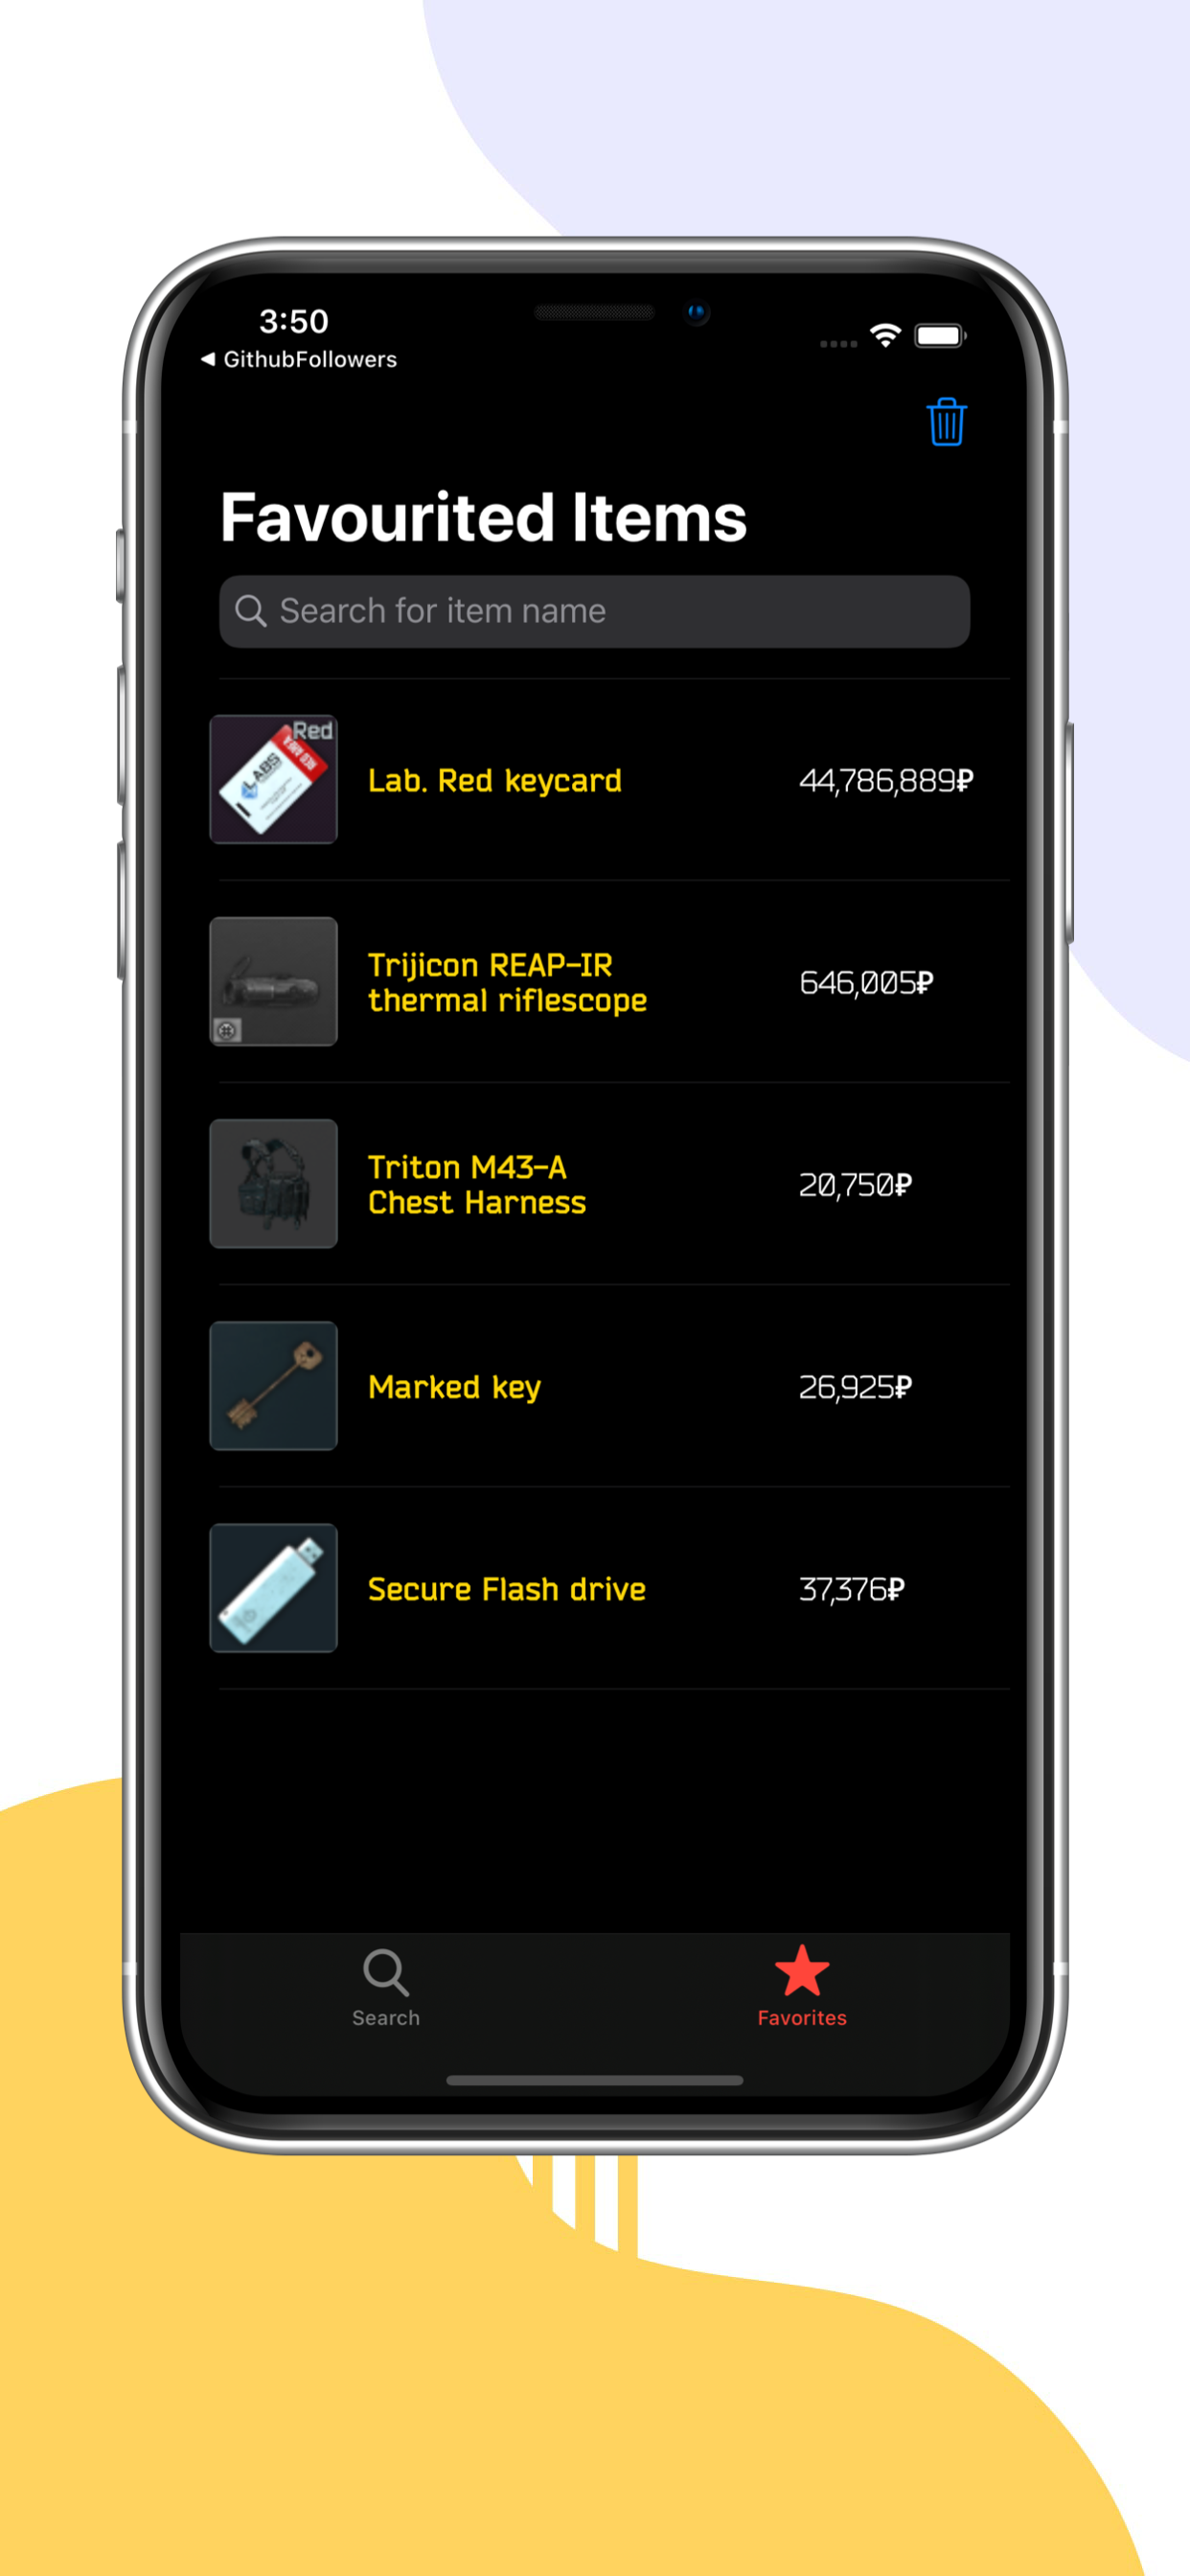 3:50
◀ GithubFollowers
Favourited Items
Search for item name
Red
RED AREA
LABS
Lab. Red keycard
44,786,889₽
Trijicon REAP-IR
thermal riflescope
646,005₽
Triton M43-A
Chest Harness
20,750₽
Marked key
26,925₽
Secure Flash drive
37,376₽
Search
Favorites